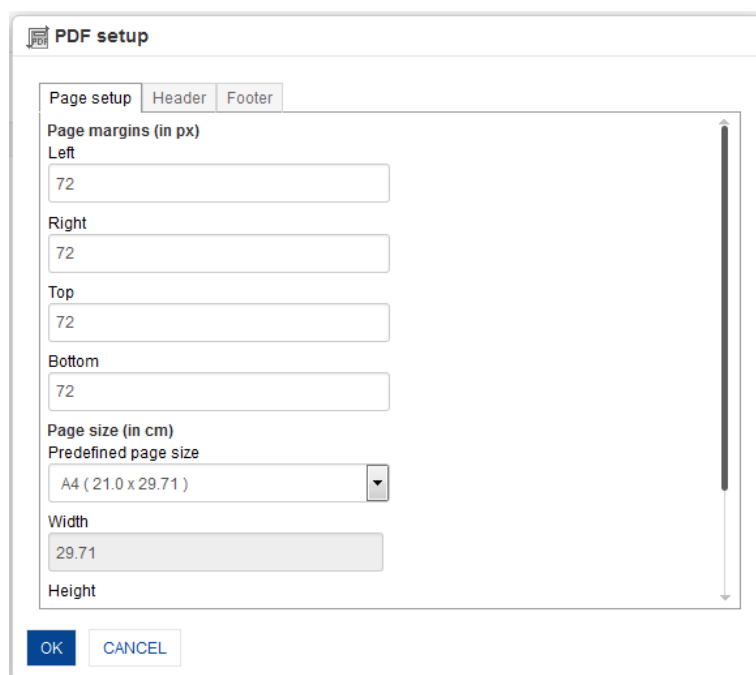 PDF PDF setup
Page setup Header Footer
Page margins (in px)
Left
72
Right
72
Top
72
Bottom
72
Page size (in cm)
Predefined page size
A4 ( 21.0 x 29.71 )
Width
29.71
Height
OK CANCEL